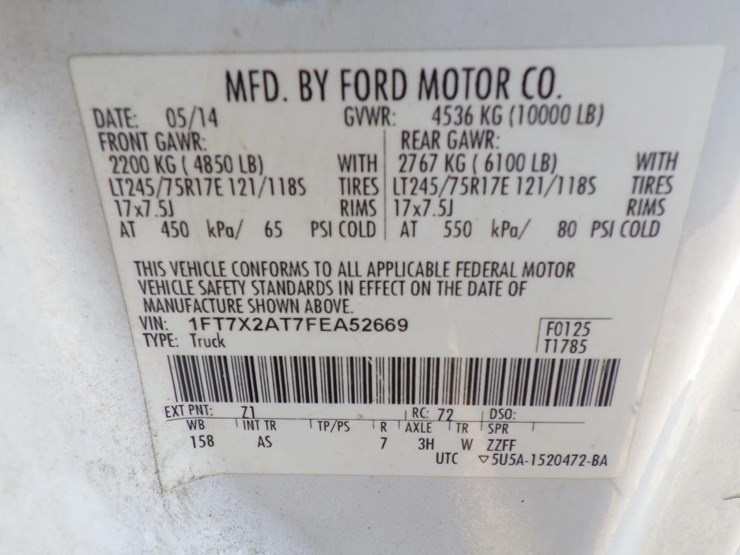 MFD. BY FORD MOTOR CO.
DATE: 05/14 GVWR: 4536 KG (10000 LB)
FRONT GAWR: REAR GAWR:
2200 KG ( 4850 LB) WITH 2767 KG ( 6100 LB) WITH
LT245/75R17E 121/118S TIRES LT245/75R17E 121/118S TIRES
17x7.5J RIMS 17x7.5J RIMS
AT 450 kPa/ 65 PSI COLD AT 550 kPa/ 80 PSI COLD
THIS VEHICLE CONFORMS TO ALL APPLICABLE FEDERAL MOTOR
VEHICLE SAFETY STANDARDS IN EFFECT ON THE DATE OF
MANUFACTURE SHOWN ABOVE.
VIN: 1FT7X2AT7FEA52669 F0125
TYPE: Truck T1785
EXT PNT: Z1 RC: 72 DSO:
WB INT TR TP/PS R AXLE TR SPR
158 AS 7 3H W ZZFF
UTC ▽5U5A-1520472-BA